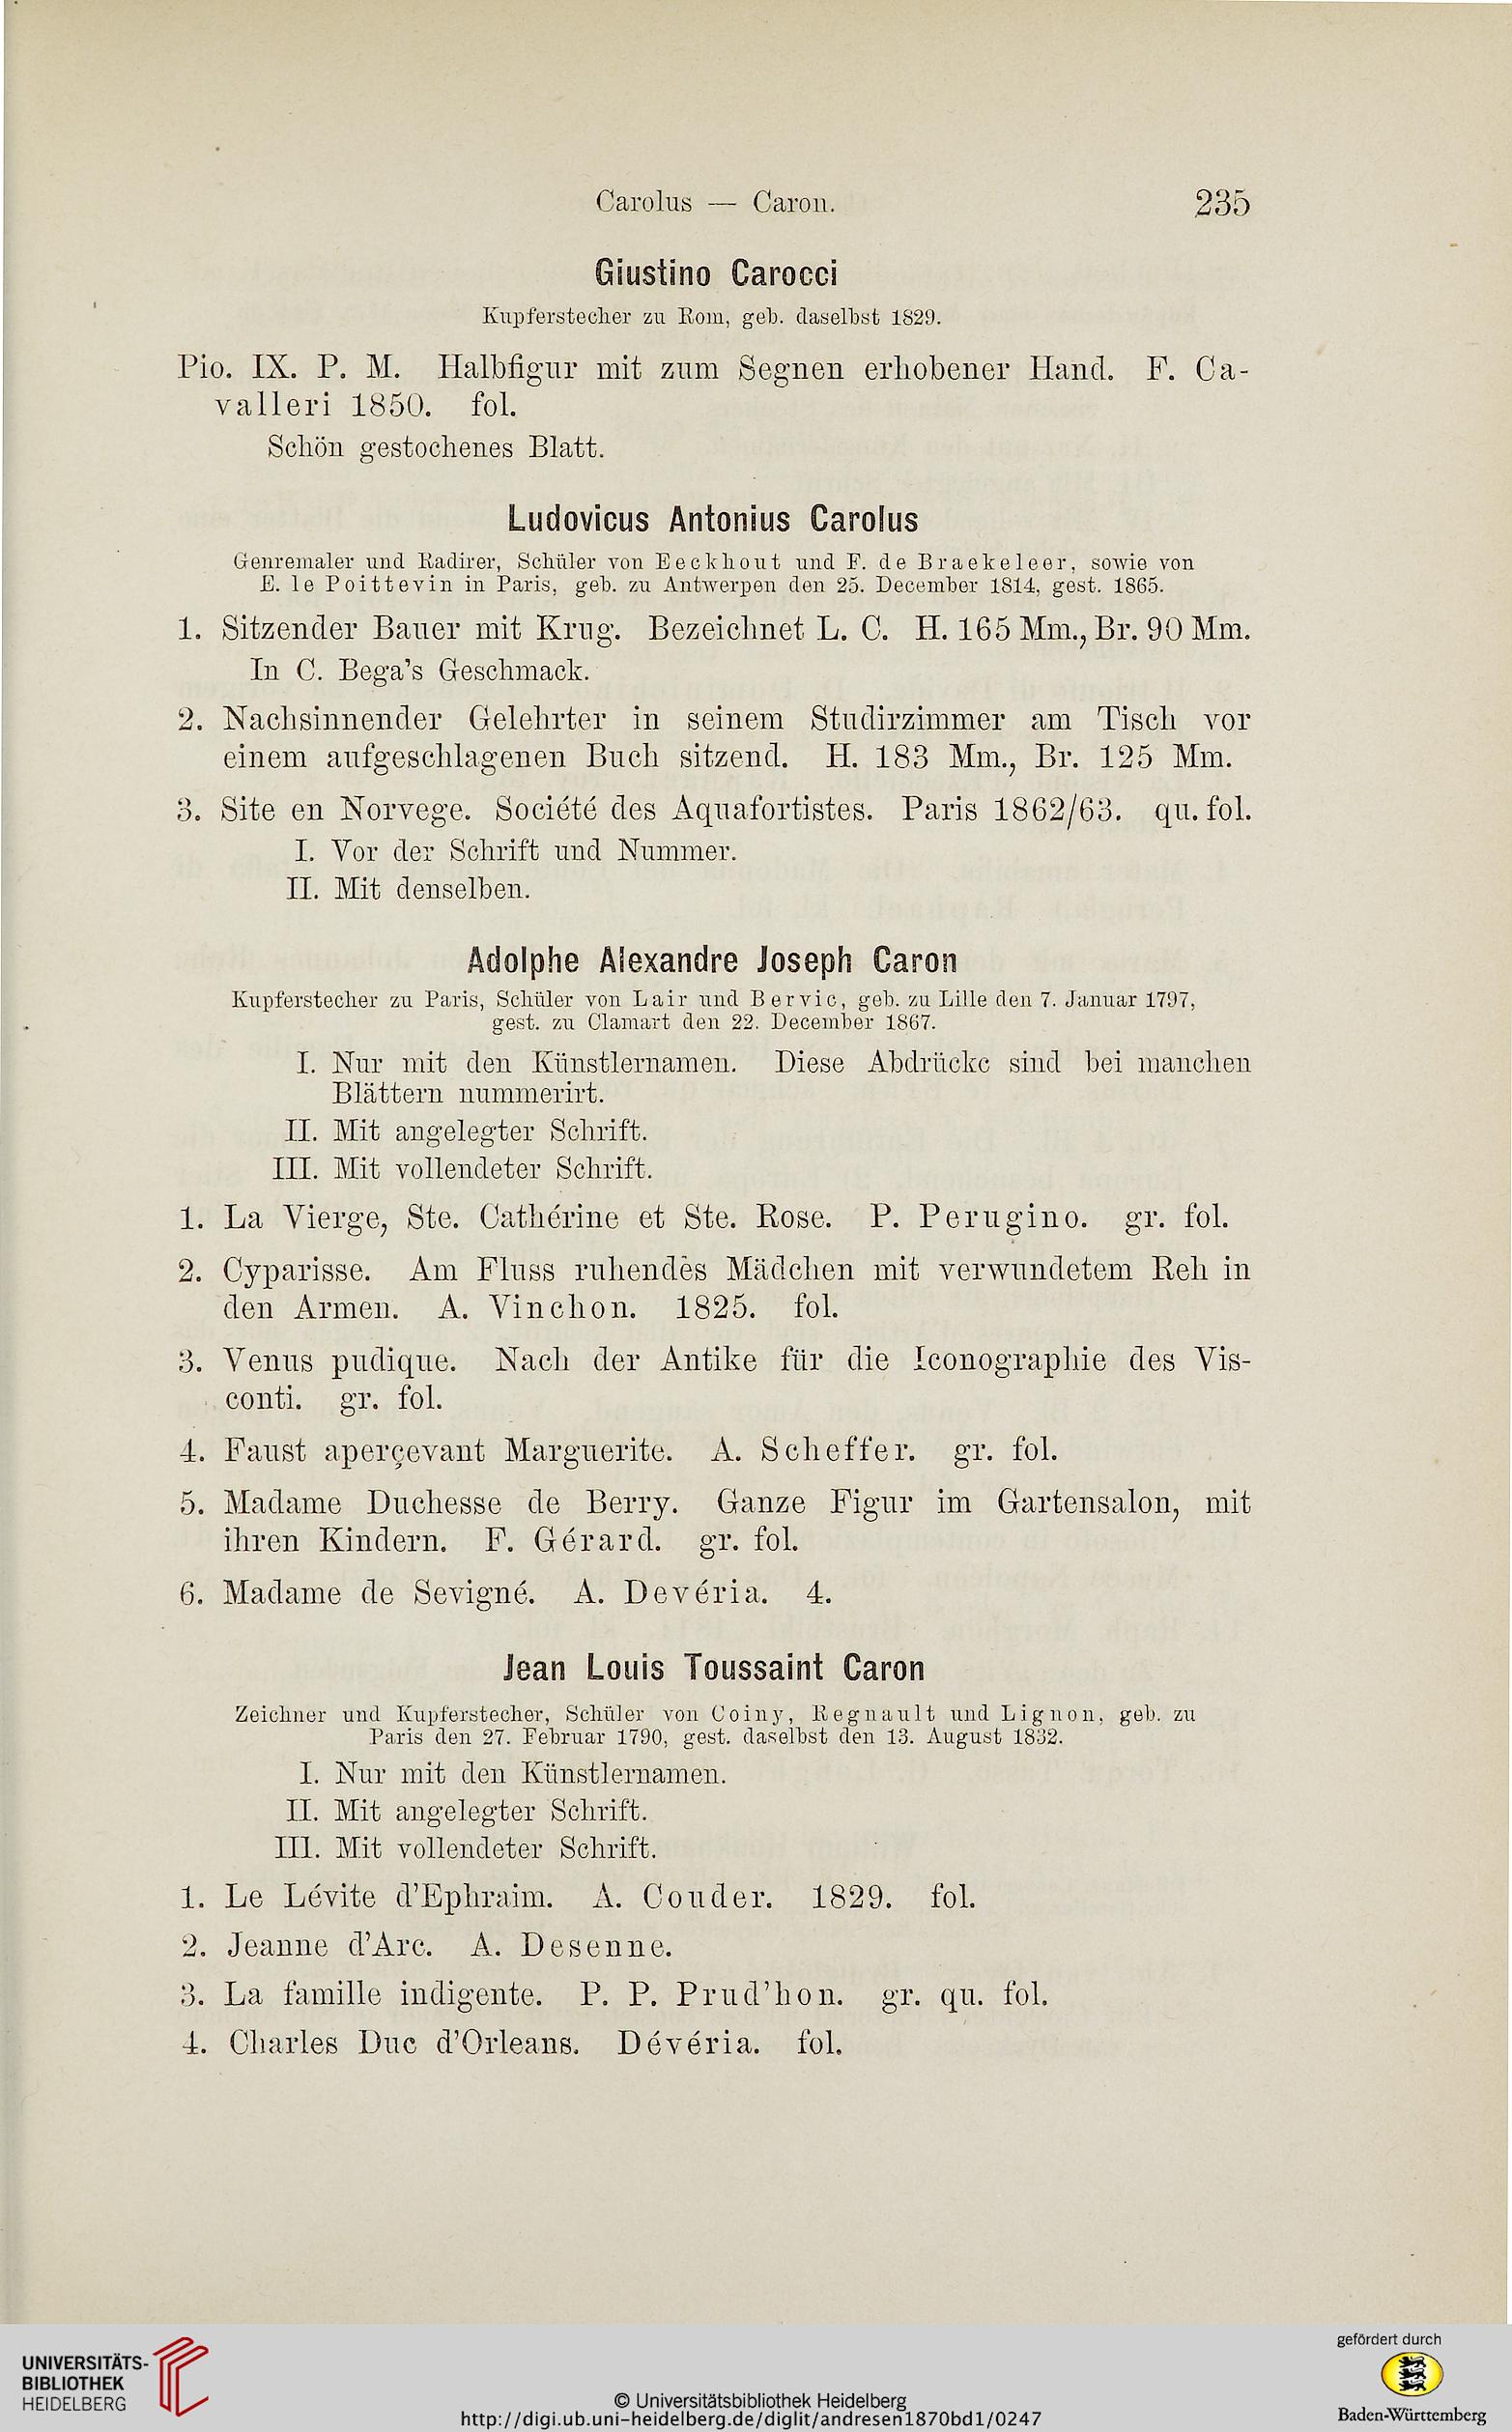 Carolus — Caron. 235
Giustino Carocci
Kupferstecher zu Rom, geb. daselbst 1829.
Pio. IX. P. M. Halbfigur mit zum Segnen erhobener Hand. F. Ca-
valleri 1850. fol.
Schön gestochenes Blatt.
Ludovicus Antonius Carolus
Genremaler und Radirer, Schüler von Eeckhout und F. de Braekeleer, sowie von
E. le Poittevin in Paris, geb. zu Antwerpen den 25. December 1814, gest. 1865.
1. Sitzender Bauer mit Krug. Bezeichnet L. C. H. 165 Mm., Br. 90 Mm.
In C. Bega's Geschmack.
2. Nachsinnender Gelehrter in seinem Studirzimmer am Tisch vor
einem aufgeschlagenen Buch sitzend. H. 183 Mm., Br. 125 Mm.
3. Site en Norvege. Société des Aquafortistes. Paris 1862/63. qu. fol.
I. Vor der Schrift und Nummer.
II. Mit denselben.
Adolphe Alexandre Joseph Caron
Kupferstecher zu Paris, Schüler von Lair und Bervic, geb. zu Lille den 7. Januar 1797,
gest. zu Clamart den 22. December 1867.
I. Nur mit den Künstlernamen. Diese Abdrücke sind bei manchen
Blättern nummerirt.
II. Mit angelegter Schrift.
III. Mit vollendeter Schrift.
1. La Vierge, Ste. Cathérine et Ste. Rose. P. Perugino. gr. fol.
2. Cyparisse. Am Fluss ruhendès Mädchen mit verwundetem Reh in
den Armen. A. Vinchon. 1825. fol.
3. Venus pudique. Nach der Antike für die Iconographie des Vis-
conti. gr. fol.
4. Faust aperçevant Marguerite. A. Scheffer. gr. fol.
5. Madame Duchesse de Berry. Ganze Figur im Gartensalon, mit
ihren Kindern. F. Gérard. gr. fol.
6. Madame de Sevigné. A. Devéria. 4.
Jean Louis Toussaint Caron
Zeichner und Kupferstecher, Schüler von Coiny, Regnault und Lignon, geb. zu
Paris den 27. Februar 1790, gest. daselbst den 13. August 1832.
I. Nur mit den Künstlernamen.
II. Mit angelegter Schrift.
III. Mit vollendeter Schrift.
1. Le Lévite d'Ephraim. A. Couder. 1829. fol.
2. Jeanne d'Arc. A. Desenne.
3. La famille indigente. P. P. Prud'hon. gr. qu. fol.
4. Charles Duc d'Orleans. Dévéria. fol.
UNIVERSITÄTS-
BIBLIOTHEK
HEIDELBERG
© Universitätsbibliothek Heidelberg
http://digi.ub.uni-heidelberg.de/diglit/andresen1870bd1/0247
gefördert durch
Baden-Württemberg